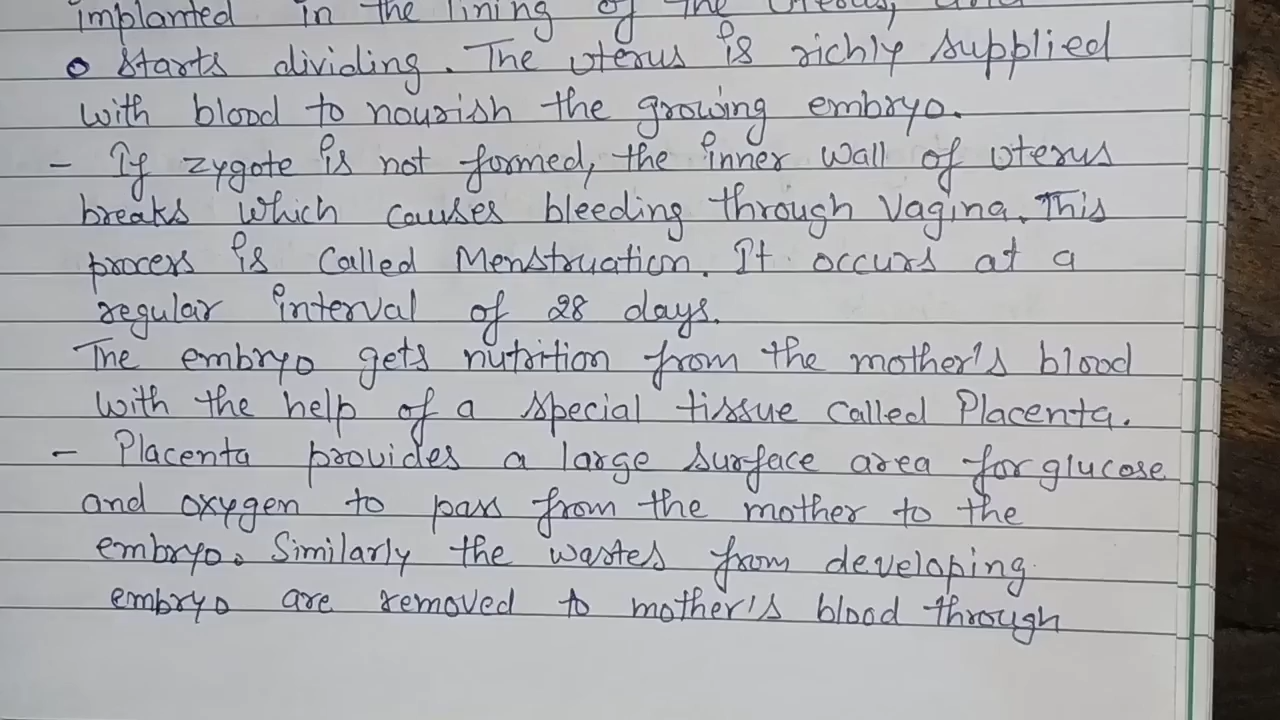 implanted in the lining of the Uterus, and
• starts dividing. The uterus is richly supplied
with blood to nourish the growing embryo.
- If zygote is not formed, the inner wall of uterus
breaks which causes bleeding through Vagina. This
process is called Menstruation. It occurs at a
regular interval of 28 days.
The embryo gets nutrition from the mother's blood
with the help of a special tissue called Placenta.
- Placenta provides a large surface area for glucose
and oxygen to pass from the mother to the
embryo. Similarly the wastes from developing
embryo are removed to mother's blood through